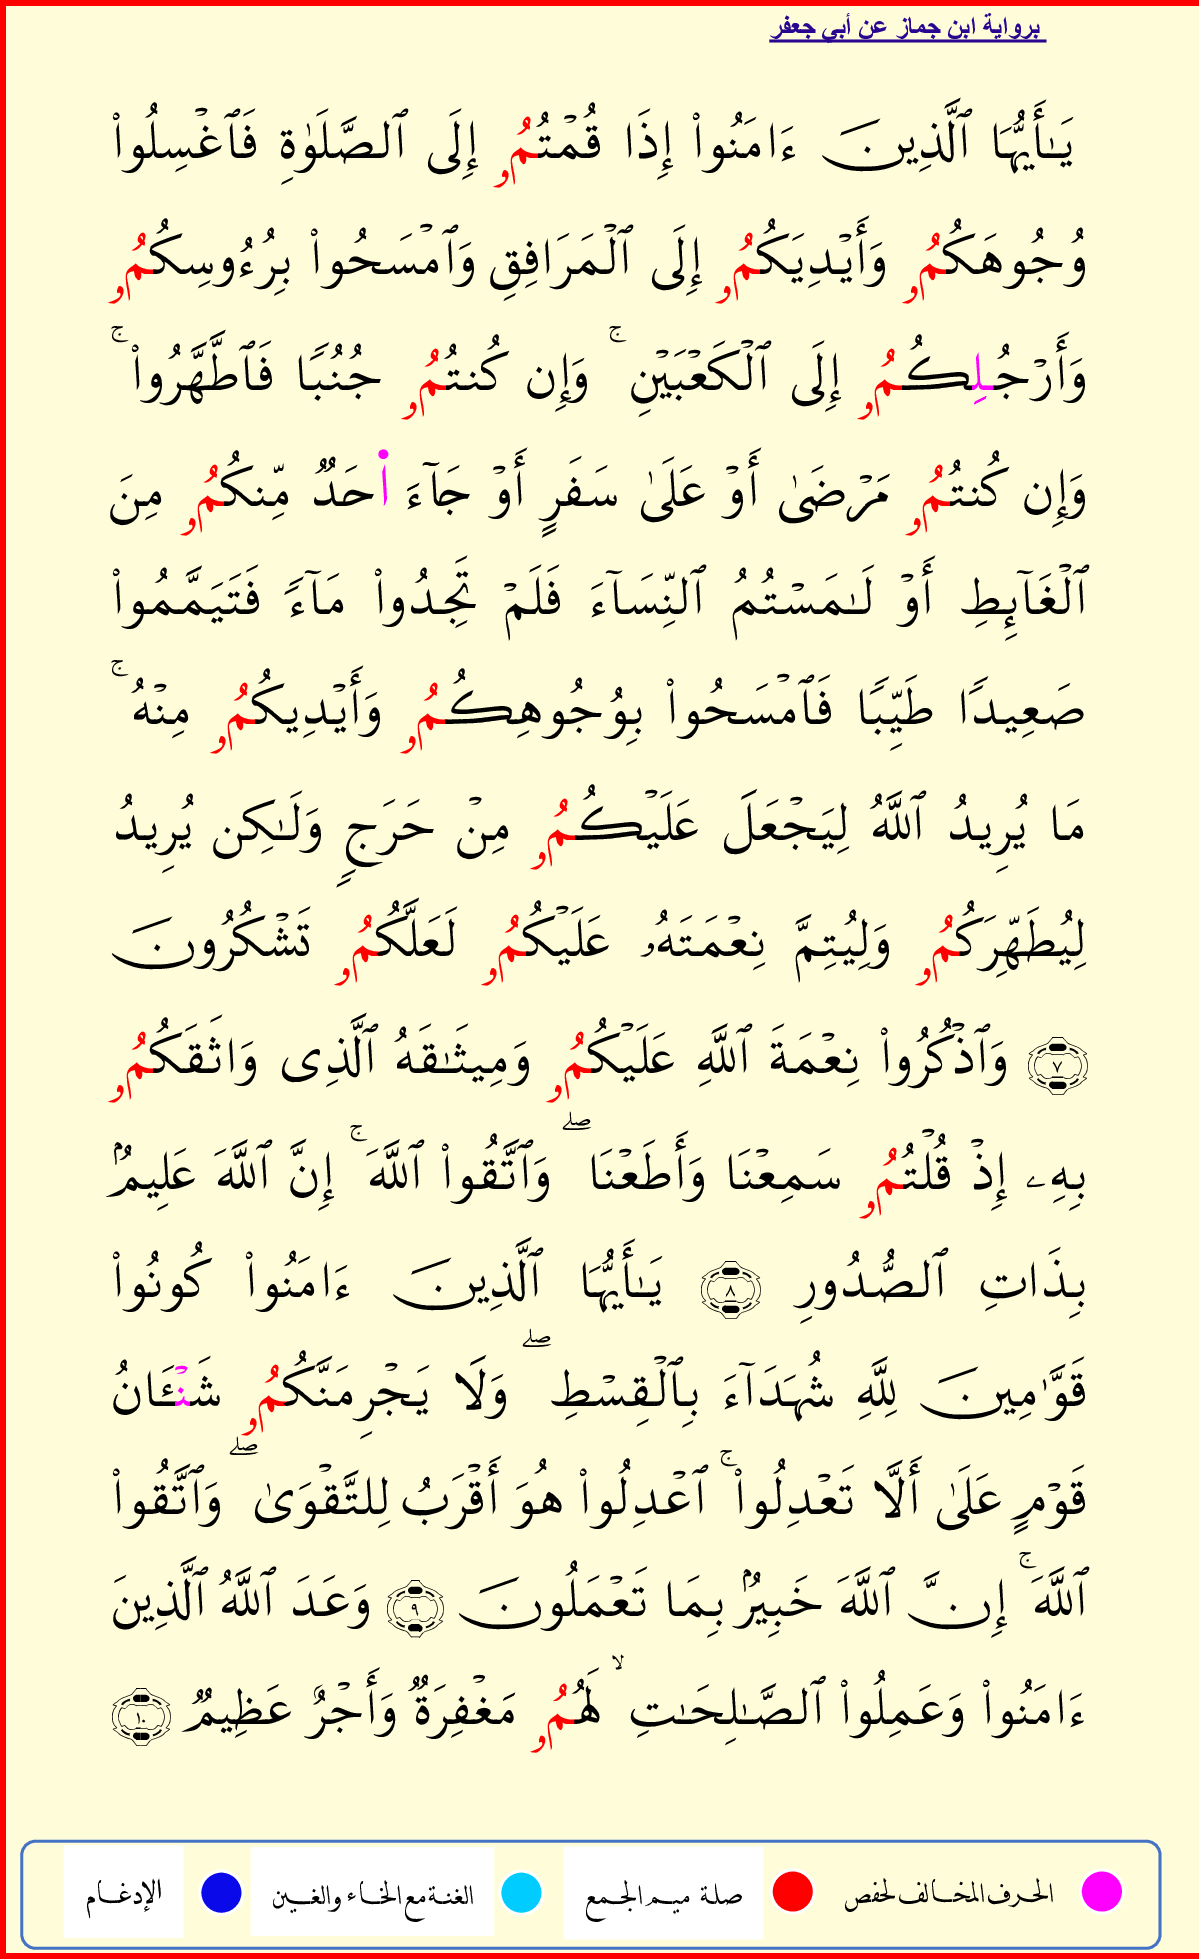 برواية ابن جماز عن أبي جعفر
يَـٰٓأَيُّهَا ٱلَّذِينَ ءَامَنُوا۟ إِذَا قُمۡتُمُۥ إِلَى ٱلصَّلَوٰةِ فَٱغۡسِلُوا۟
وُجُوهَكُمُۥ وَأَيۡدِيَكُمُۥ إِلَى ٱلۡمَرَافِقِ وَٱمۡسَحُوا۟ بِرُءُوسِكُمُۥ
وَأَرۡجُلِكُمُۥ إِلَى ٱلۡكَعۡبَيۡنِۚ وَإِن كُنتُمُۥ جُنُبًا فَٱطَّهَّرُوا۟ۚ
وَإِن كُنتُمُۥ مَرۡضَىٰ أَوۡ عَلَىٰ سَفَرٍ أَوۡ جَآءَ ا۬حَدٌ مِّنكُمُۥ مِنَ
ٱلۡغَآئِطِ أَوۡ لَـٰمَسۡتُمُ ٱلنِّسَآءَ فَلَمۡ تَجِدُوا۟ مَآءً فَتَيَمَّمُوا۟
صَعِيدًا طَيِّبًا فَٱمۡسَحُوا۟ بِوُجُوهِكُمُۥ وَأَيۡدِيكُمُۥ مِنۡهُۚ
مَا يُرِيدُ ٱللَّهُ لِيَجۡعَلَ عَلَيۡكُمُۥ مِنۡ حَرَجٍ وَلَـٰكِن يُرِيدُ
لِيُطَهِّرَكُمُۥ وَلِيُتِمَّ نِعۡمَتَهُۥ عَلَيۡكُمُۥ لَعَلَّكُمُۥ تَشۡكُرُونَ
٧ وَٱذۡكُرُوا۟ نِعۡمَةَ ٱللَّهِ عَلَيۡكُمُۥ وَمِيثَـٰقَهُ ٱلَّذِى وَاثَقَكُمُۥ
بِهِۦ إِذۡ قُلۡتُمُۥ سَمِعۡنَا وَأَطَعۡنَاۖ وَٱتَّقُوا۟ ٱللَّهَۚ إِنَّ ٱللَّهَ عَلِيمُۢ
بِذَاتِ ٱلصُّدُورِ ٨ يَـٰٓأَيُّهَا ٱلَّذِينَ ءَامَنُوا۟ كُونُوا۟
قَوَّٰمِينَ لِلَّهِ شُهَدَآءَ بِٱلۡقِسۡطِۖ وَلَا يَجۡرِمَنَّكُمُۥ شَنۡـَٔانُ
قَوۡمٍ عَلَىٰٓ أَلَّا تَعۡدِلُوا۟ۚ ٱعۡدِلُوا۟ هُوَ أَقۡرَبُ لِلتَّقۡوَىٰۖ وَٱتَّقُوا۟
ٱللَّهَۚ إِنَّ ٱللَّهَ خَبِيرُۢ بِمَا تَعۡمَلُونَ ٩ وَعَدَ ٱللَّهُ ٱلَّذِينَ
ءَامَنُوا۟ وَعَمِلُوا۟ ٱلصَّـٰلِحَـٰتِۙ لَهُمُۥ مَغۡفِرَةٌ وَأَجۡرٌ عَظِيمٌ ١٠
الحرف المخالف لحفص صلة ميم الجمع الغنة مع الخاء والغين الإدغام